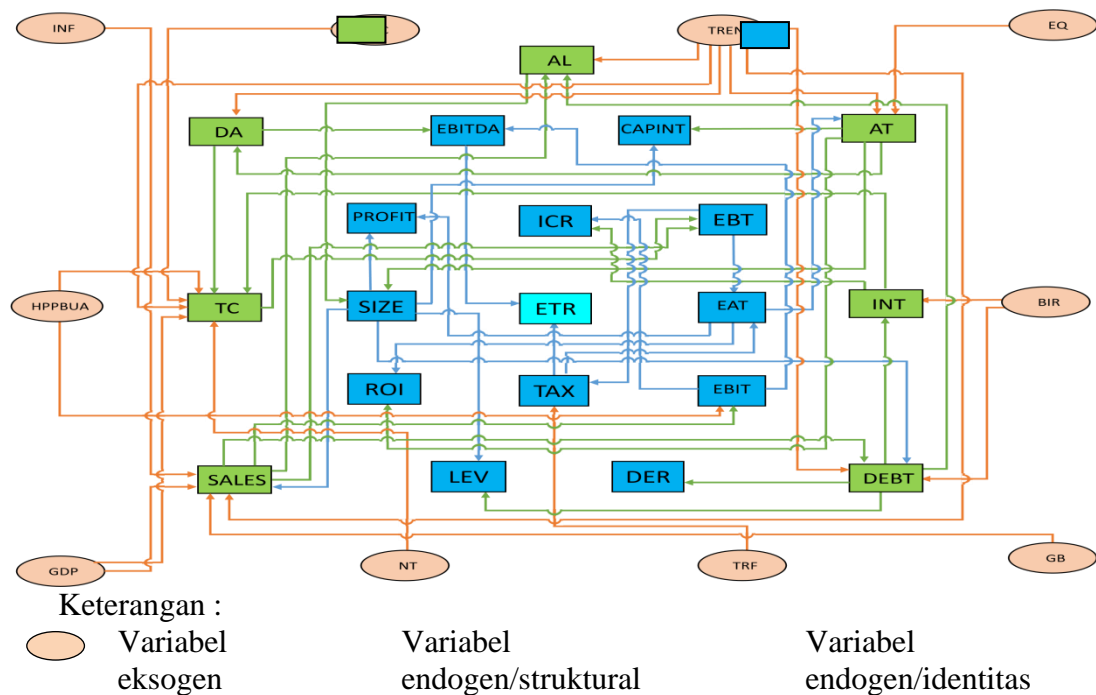 INF
TREN
EQ
AL
DA
EBITDA
CAPINT
AT
PROFIT
ICR
EBT
HPPBUA
TC
SIZE
ETR
EAT
INT
BIR
ROI
TAX
EBIT
SALES
LEV
DER
DEBT
GDP
NT
TRF
GB
Keterangan :
Variabel Variabel Variabel
eksogen endogen/struktural endogen/identitas